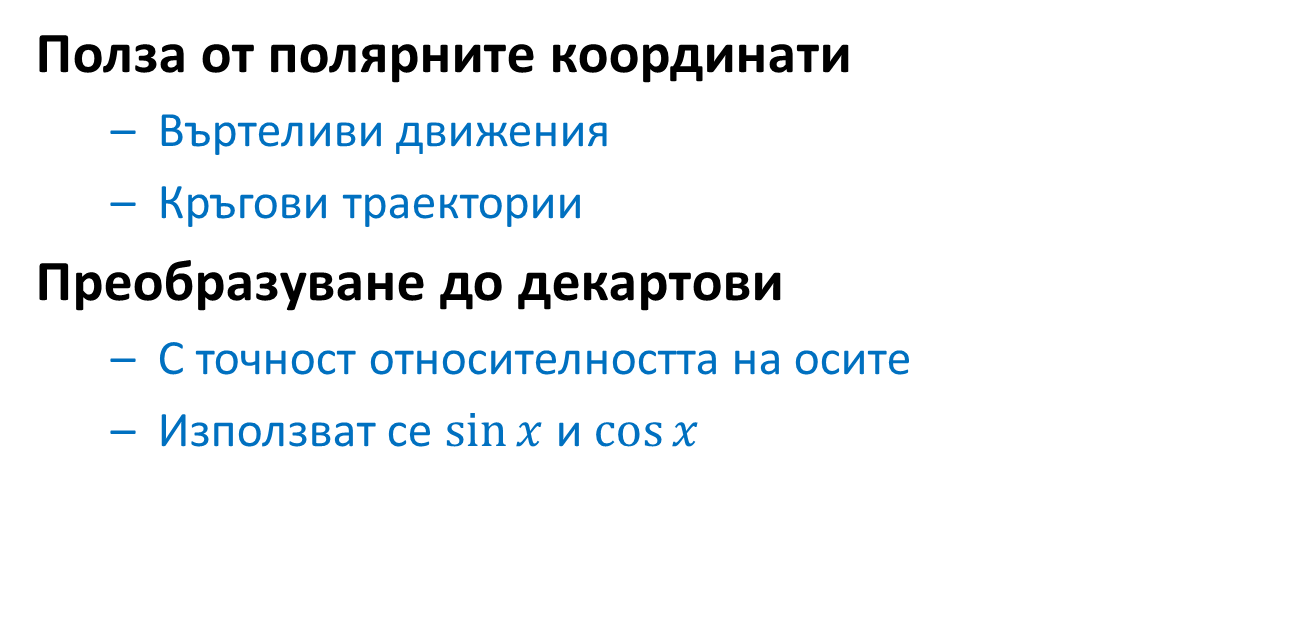 Полза от полярните координати
– Въртеливи движения
– Кръгови траектории
Преобразуване до декартови
– С точност относителността на осите
– Използват се sin x и cos x